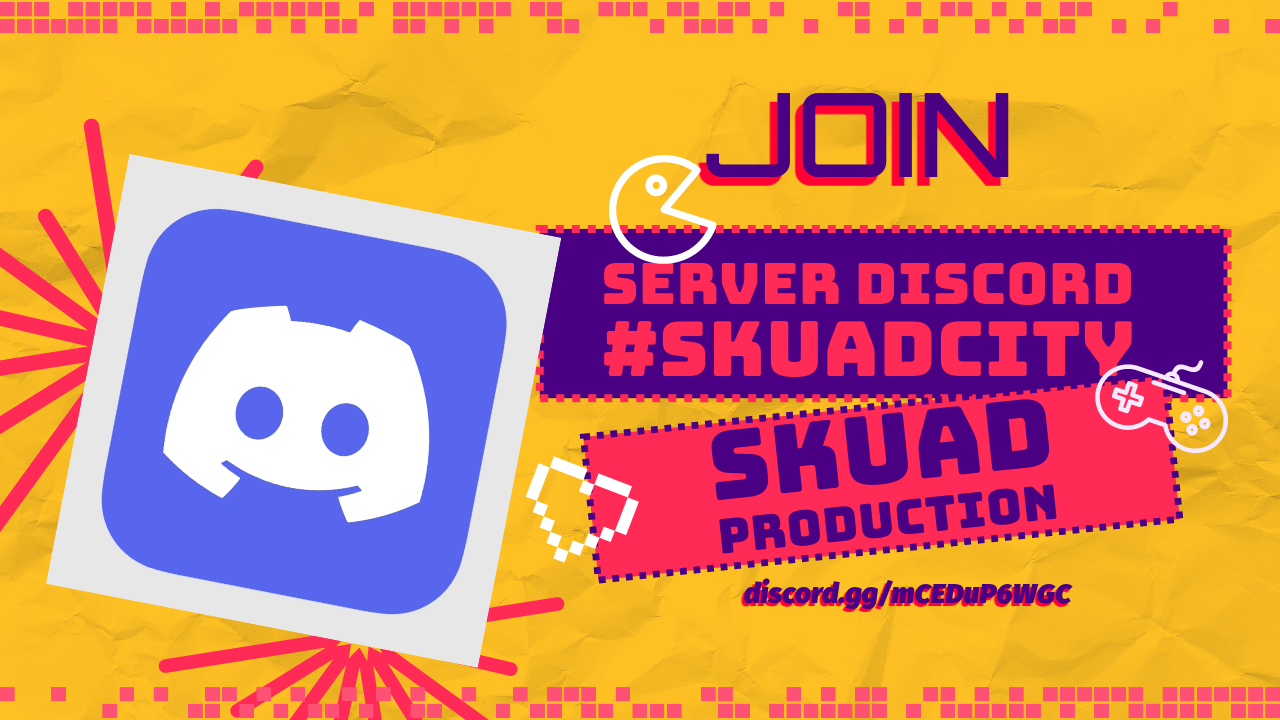 JOIN
SERVER DISCORD
#SKUADCITY
SKUAD
PRODUCTION
discord.gg/mCEDuP6WGC